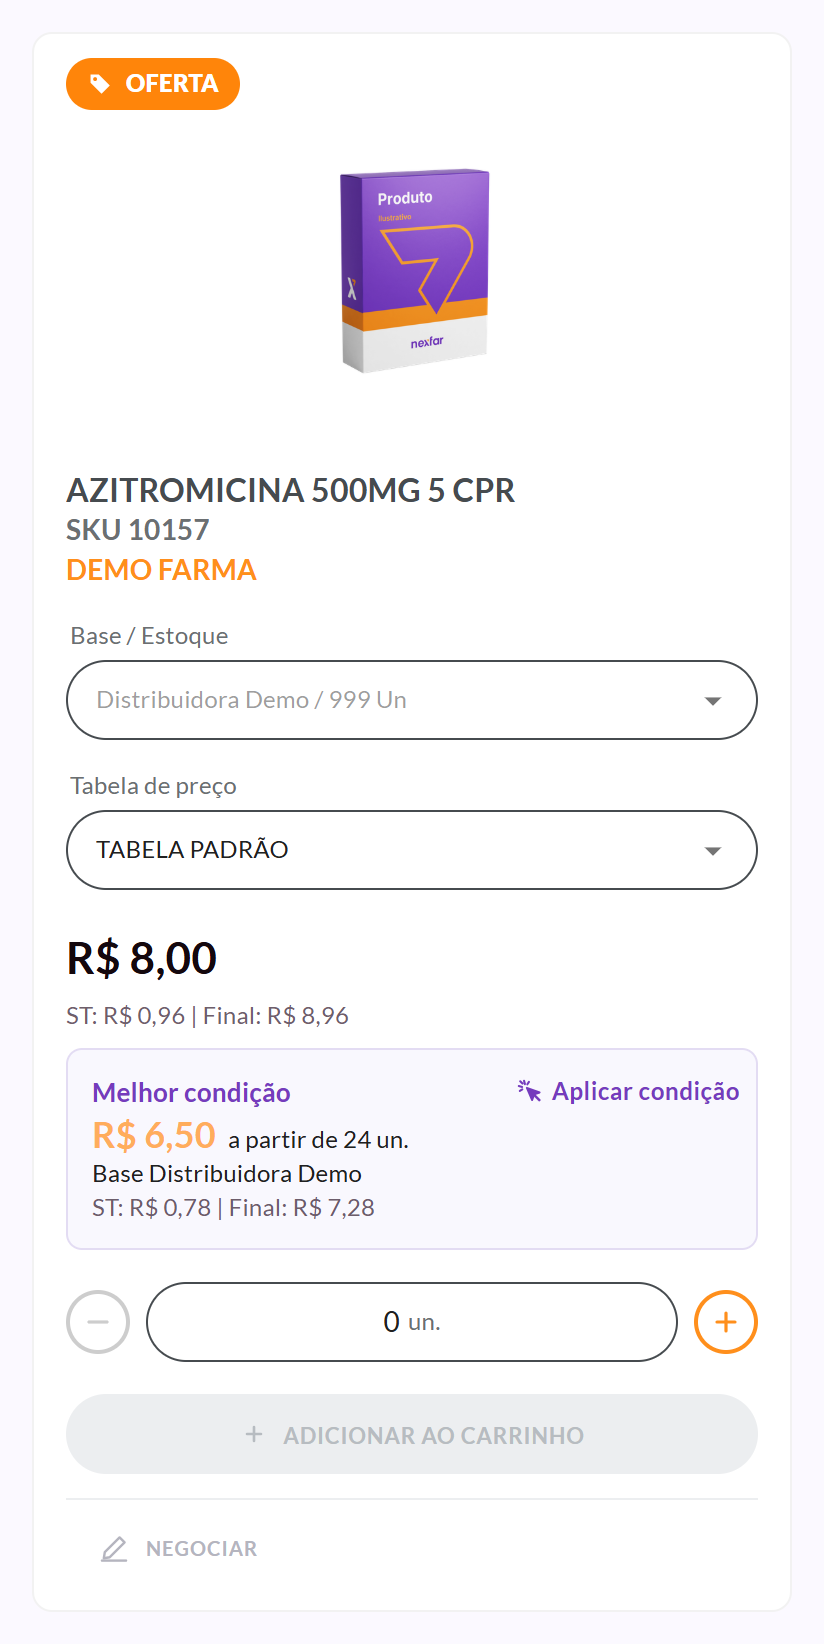 OFERTA
Produto
Ilustrativo
nexfar
AZITROMICINA 500MG 5 CPR
SKU 10157
DEMO FARMA
Base / Estoque
Distribuidora Demo / 999 Un
Tabela de preço
TABELA PADRÃO
R$ 8,00
ST: R$ 0,96 | Final: R$ 8,96
Melhor condição
Aplicar condição
R$ 6,50 a partir de 24 un.
Base Distribuidora Demo
ST: R$ 0,78 | Final: R$ 7,28
0 un.
ADICIONAR AO CARRINHO
NEGOCIAR